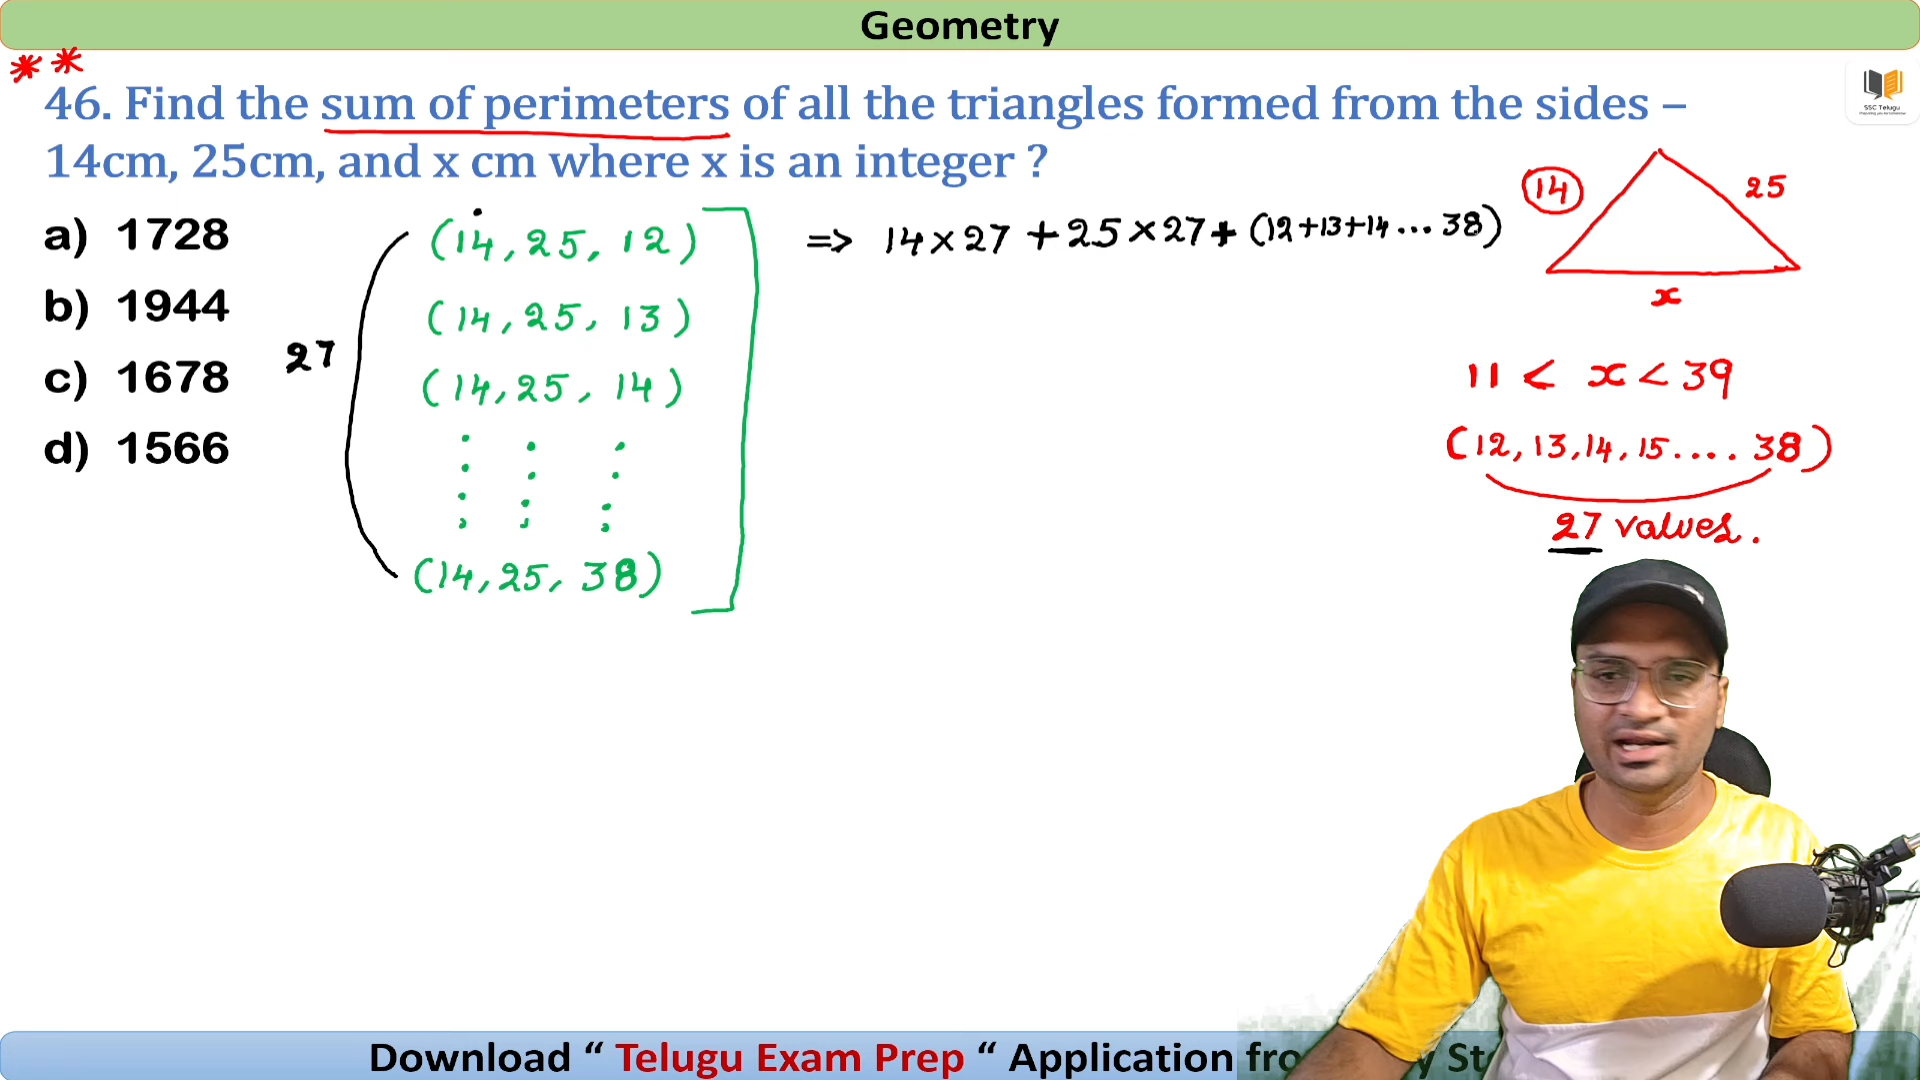 Geometry
* *
46. Find the sum of perimeters of all the triangles formed from the sides –
14cm, 25cm, and x cm where x is an integer ?
SSC Telugu
a) 1728
b) 1944
c) 1678
d) 1566
27
(14, 25, 12)
(14, 25, 13)
(14, 25, 14)
(14, 25, 38)
=> 14 × 27 + 25 × 27 + (12+13+14 ... 38)
14
25
x
11 < x < 39
(12, 13, 14, 15 .... 38)
27 values.
Download “ Telugu Exam Prep “ Application